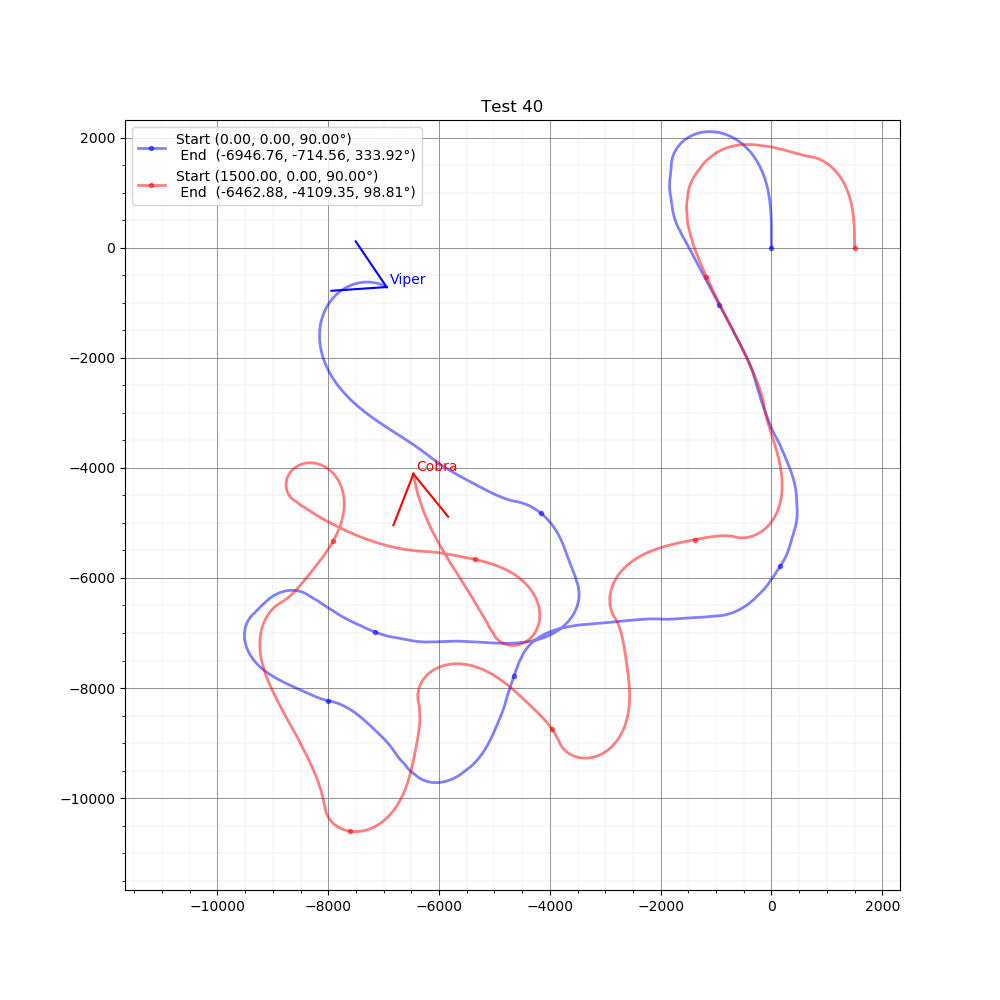 Test 40
Start (0.00, 0.00, 90.00°)
End  (-6946.76, -714.56, 333.92°)
Start (1500.00, 0.00, 90.00°)
End  (-6462.88, -4109.35, 98.81°)
2000
0
−2000
−4000
−6000
−8000
−10000
Viper
Cobra
−10000
−8000
−6000
−4000
−2000
0
2000